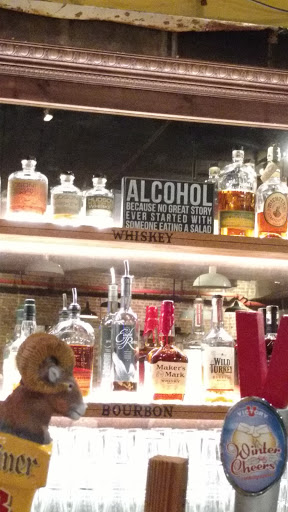 ALCOHOL
BECAUSE NO GREAT STORY
EVER STARTED WITH
SOMEONE EATING A SALAD
WHISKEY
Maker's
Mark
WHISKY
WILD
TURKEY
BOURBON
Winter
Cheers